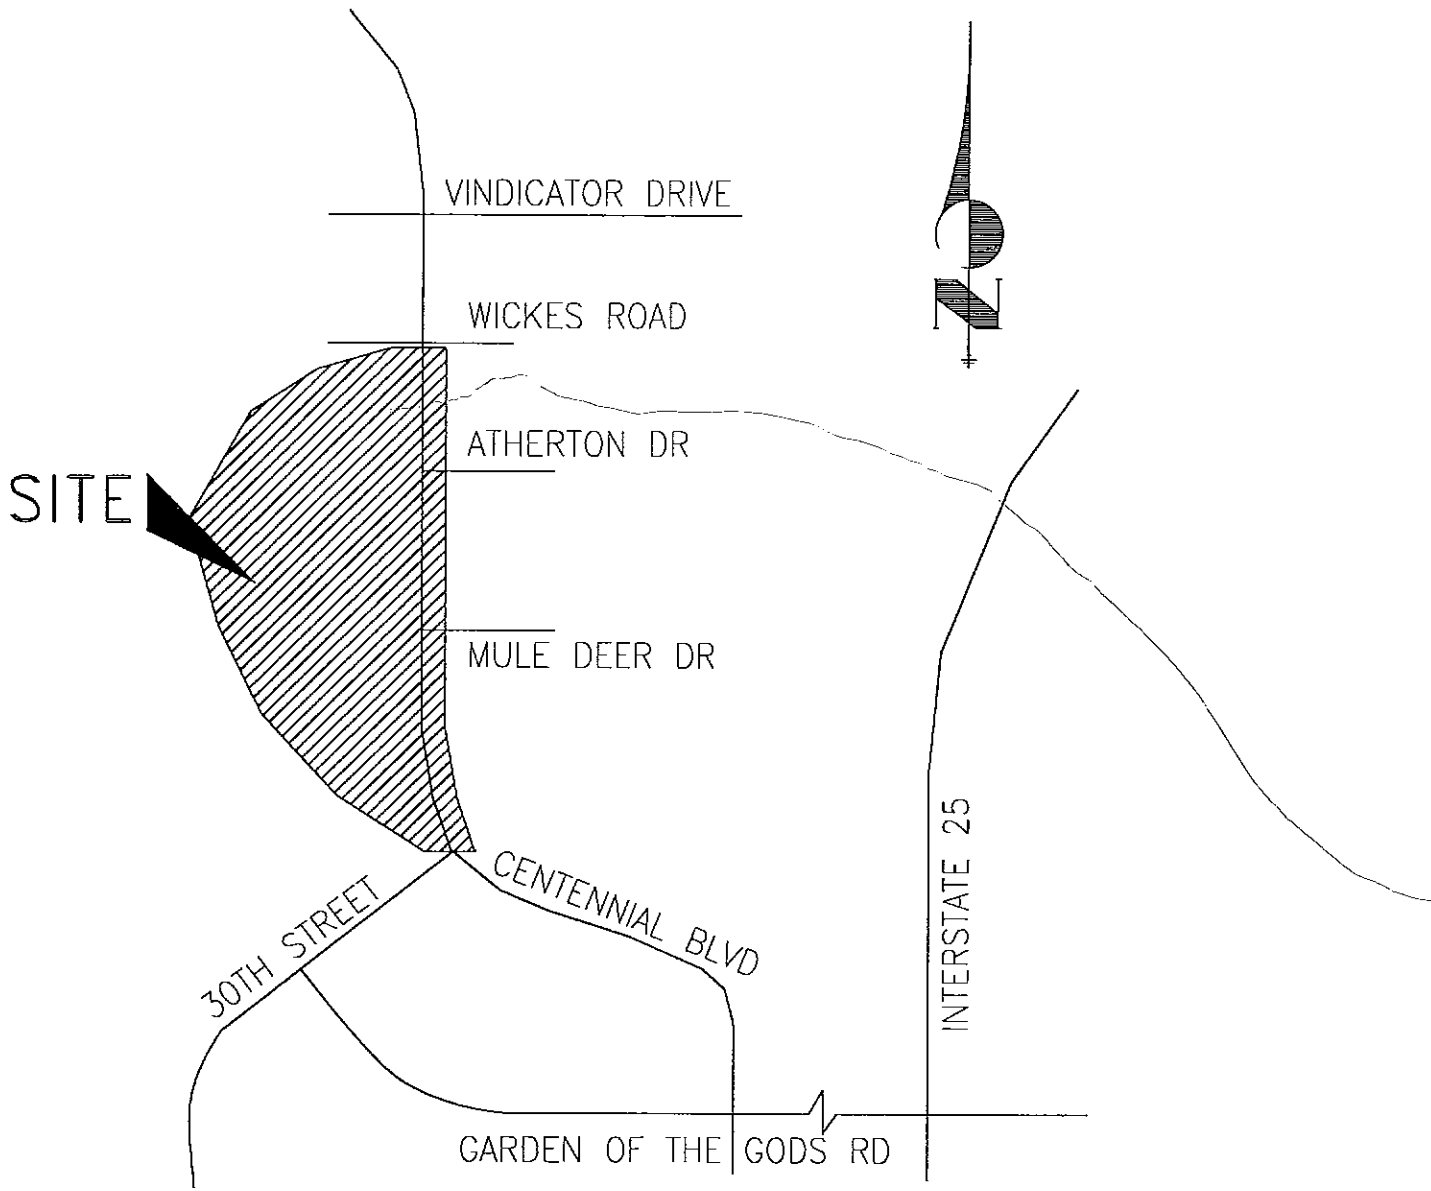 VINDICATOR DRIVE
N
WICKES ROAD
ATHERTON DR
SITE
MULE DEER DR
INTERSTATE 25
CENTENNIAL BLVD
30TH STREET
GARDEN OF THE GODS RD